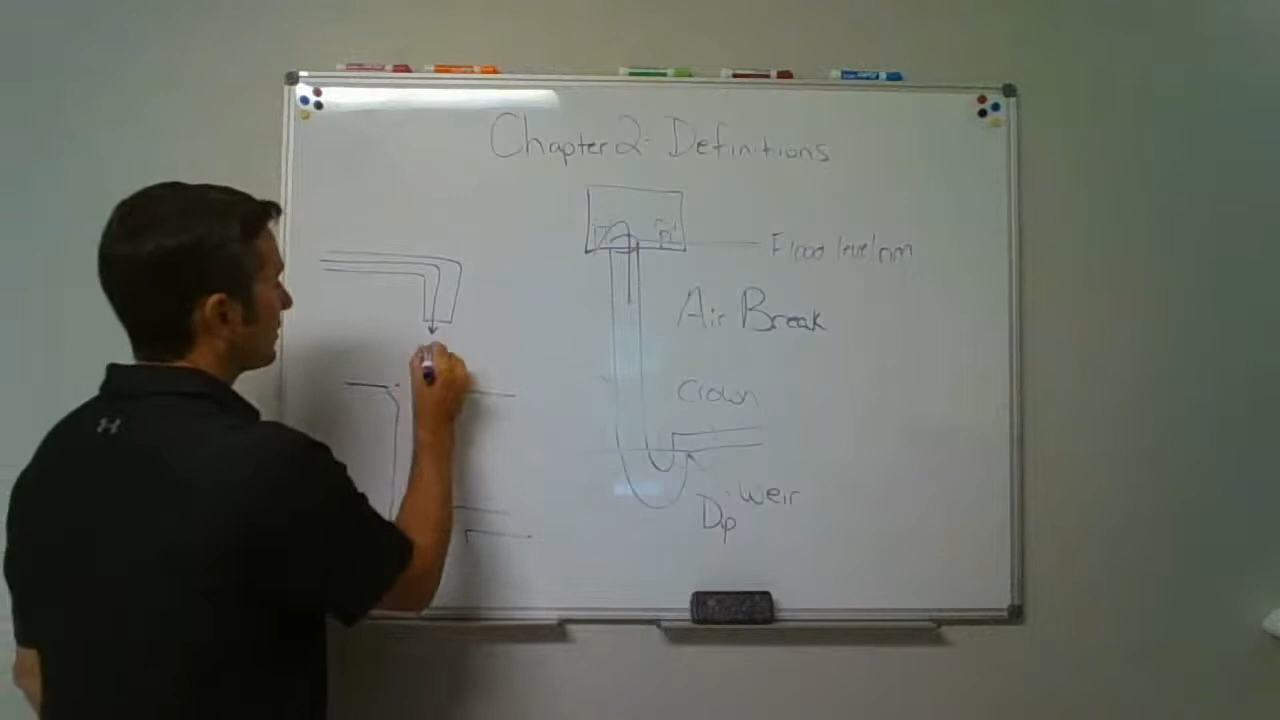 Chapter 2- Definitions
Flood level rim
Air Break
Crown
weir
Dip